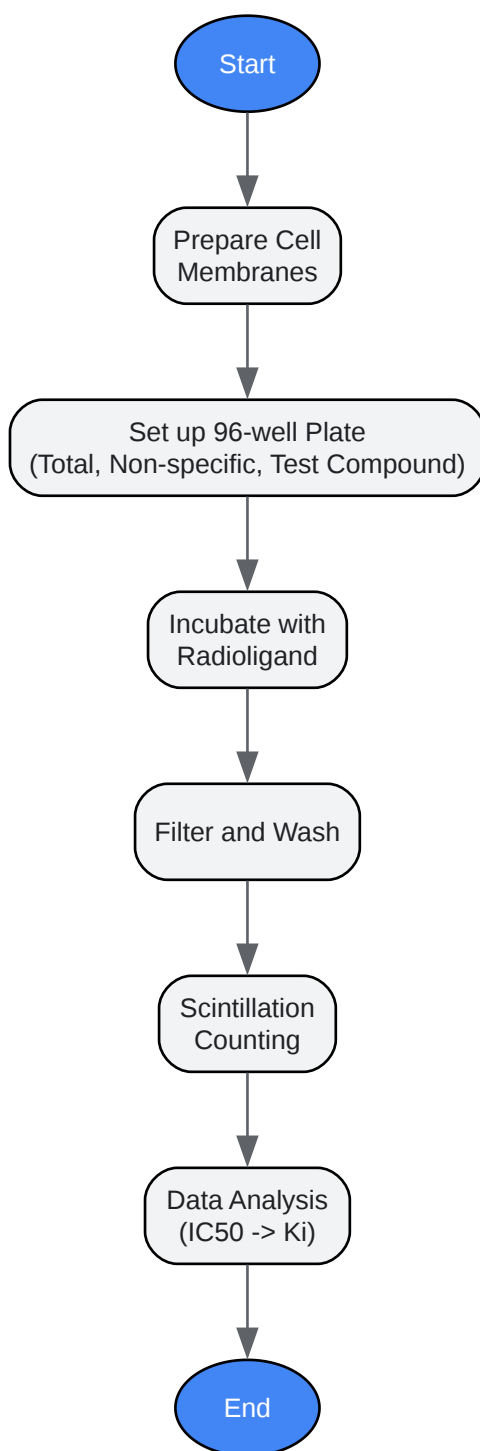 Start
Prepare Cell
Membranes
Set up 96-well Plate
(Total, Non-specific, Test Compound)
Incubate with
Radioligand
Filter and Wash
Scintillation
Counting
Data Analysis
(IC50 -> Ki)
End